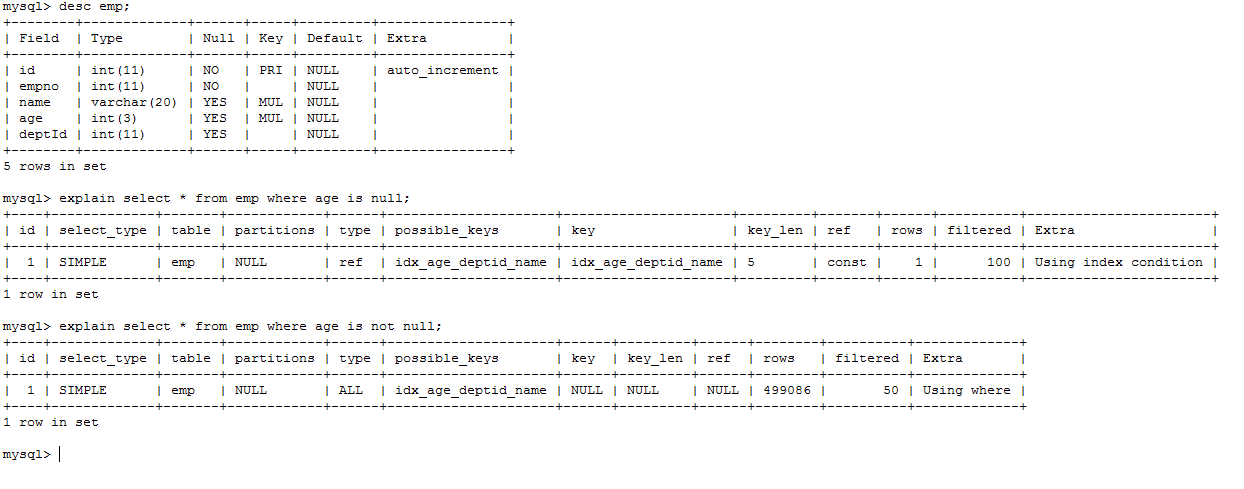 mysql> desc emp;
+--------+-------------+------+-----+---------+----------------+
| Field  | Type        | Null | Key | Default | Extra          |
+--------+-------------+------+-----+---------+----------------+
| id     | int(11)     | NO   | PRI | NULL    | auto_increment |
| empno  | int(11)     | NO   |     | NULL    |                |
| name   | varchar(20) | YES  | MUL | NULL    |                |
| age    | int(3)      | YES  | MUL | NULL    |                |
| deptId | int(11)     | YES  |     | NULL    |                |
+--------+-------------+------+-----+---------+----------------+
5 rows in set
mysql> explain select * from emp where age is null;
+----+-------------+-------+------------+------+---------------------+---------------------+---------+-------+------+----------+-----------------------+
| id | select_type | table | partitions | type | possible_keys       | key                 | key_len | ref   | rows | filtered | Extra                 |
+----+-------------+-------+------------+------+---------------------+---------------------+---------+-------+------+----------+-----------------------+
|  1 | SIMPLE      | emp   | NULL       | ref  | idx_age_deptid_name | idx_age_deptid_name | 5       | const |    1 |      100 | Using index condition |
+----+-------------+-------+------------+------+---------------------+---------------------+---------+-------+------+----------+-----------------------+
1 row in set
mysql> explain select * from emp where age is not null;
+----+-------------+-------+------------+------+---------------------+------+---------+------+--------+----------+-------------+
| id | select_type | table | partitions | type | possible_keys       | key  | key_len | ref  | rows   | filtered | Extra       |
+----+-------------+-------+------------+------+---------------------+------+---------+------+--------+----------+-------------+
|  1 | SIMPLE      | emp   | NULL       | ALL  | idx_age_deptid_name | NULL | NULL    | NULL | 499086 |       50 | Using where |
+----+-------------+-------+------------+------+---------------------+------+---------+------+--------+----------+-------------+
1 row in set
mysql>